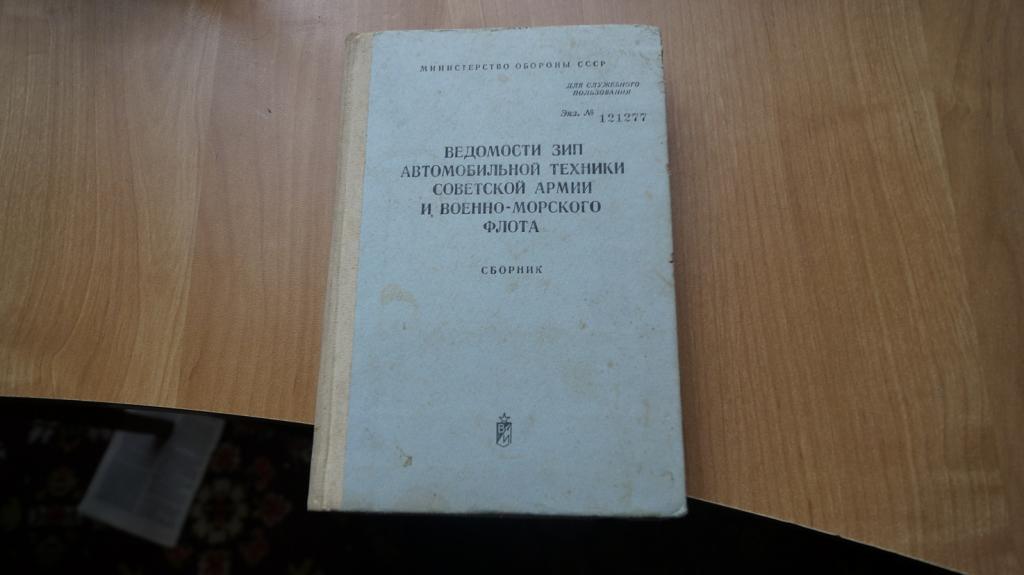 МИНИСТЕРСТВО ОБОРОНЫ СССР
ДЛЯ СЛУЖЕБНОГО
ПОЛЬЗОВАНИЯ
Экз. № 121277
ВЕДОМОСТИ ЗИП
АВТОМОБИЛЬНОЙ ТЕХНИКИ
СОВЕТСКОЙ АРМИИ
И ВОЕННО-МОРСКОГО
ФЛОТА
СБОРНИК